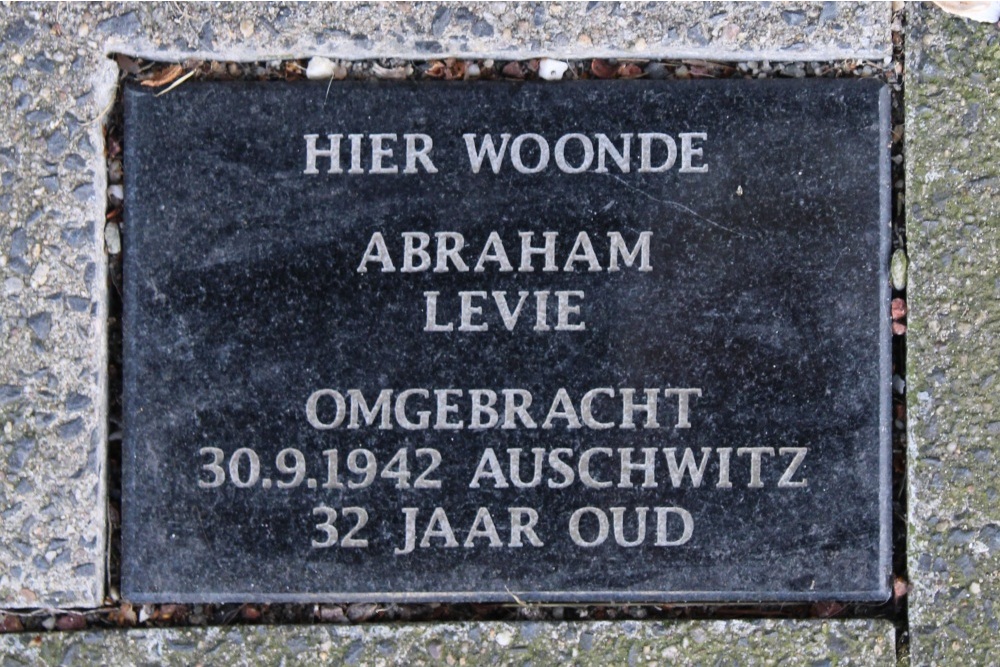 HIER WOONDE
ABRAHAM
LEVIE
OMGEBRACHT
30.9.1942 AUSCHWITZ
32 JAAR OUD